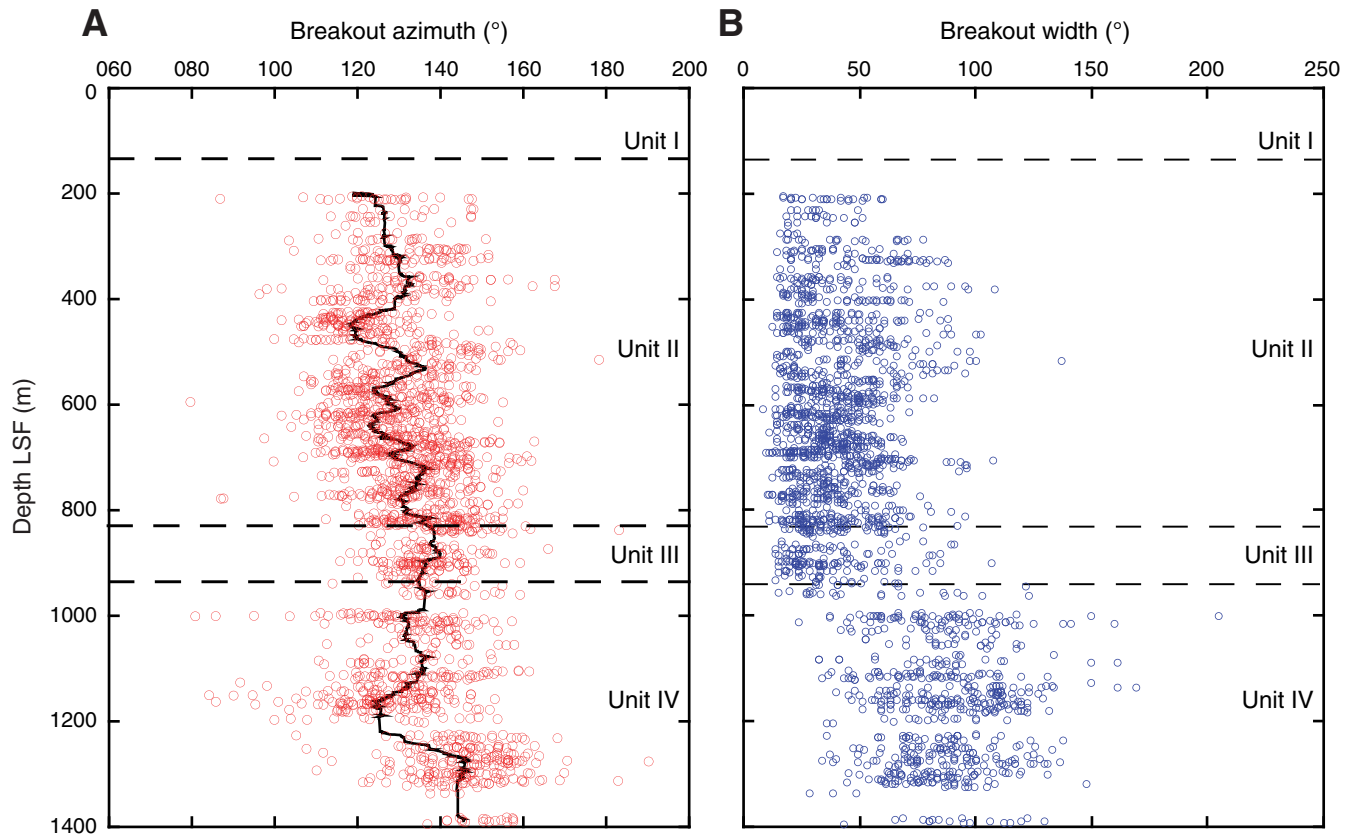 A
Breakout azimuth (°)
B
Breakout width (°)
060 080 100 120 140 160 180 200
0 50 100 150 200 250
0
Unit I
Unit I
200
400
Unit II
Unit II
600
Depth LSF (m)
800
Unit III
Unit III
1000
Unit IV
Unit IV
1200
1400